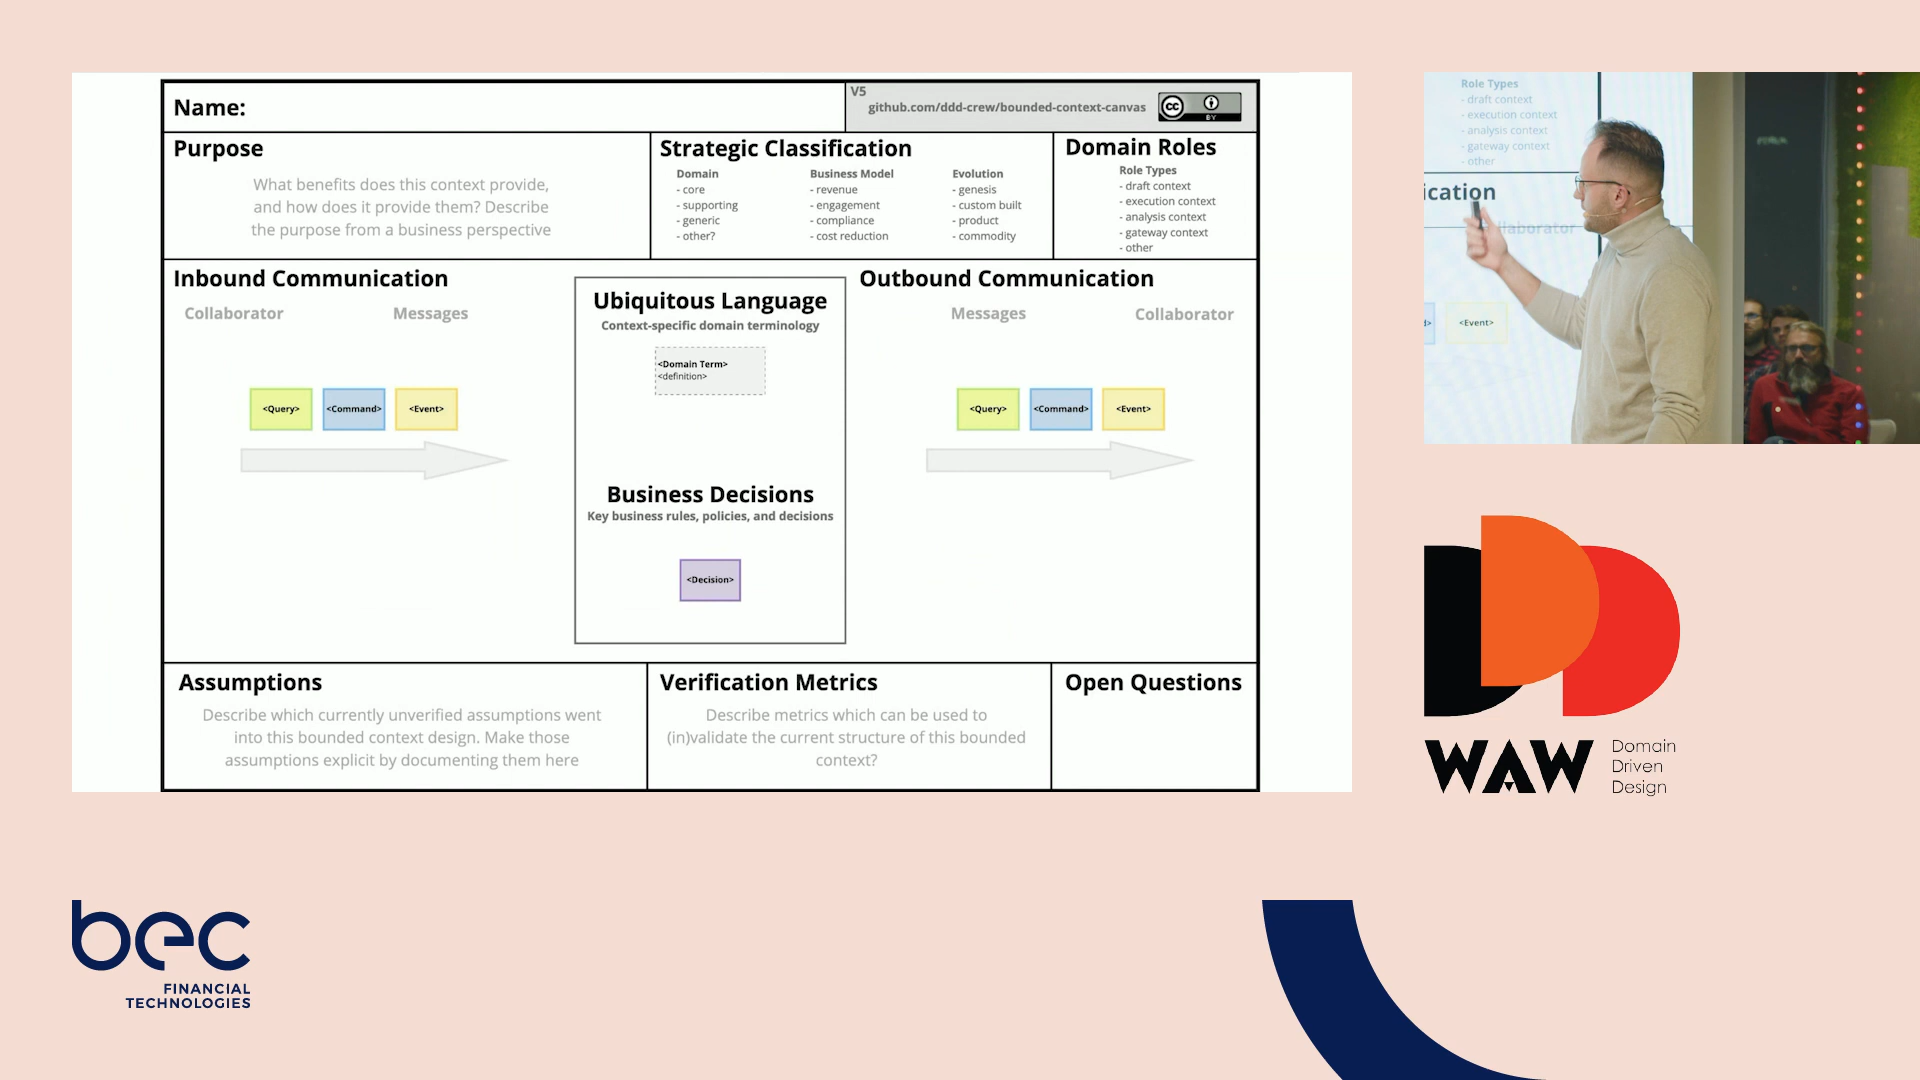 Name:
V5
github.com/ddd-crew/bounded-context-canvas
cc
BY
Purpose
What benefits does this context provide,
and how does it provide them? Describe
the purpose from a business perspective
Strategic Classification
Domain
- core
- supporting
- generic
- other?
Business Model
- revenue
- engagement
- compliance
- cost reduction
Evolution
- genesis
- custom built
- product
- commodity
Domain Roles
Role Types
- draft context
- execution context
- analysis context
- gateway context
- other
Inbound Communication
Collaborator
Messages
<Query>
<Command>
<Event>
Ubiquitous Language
Context-specific domain terminology
<Domain Term>
<definition>
Business Decisions
Key business rules, policies, and decisions
<Decision>
Outbound Communication
Messages
Collaborator
<Query>
<Command>
<Event>
Assumptions
Describe which currently unverified assumptions went
into this bounded context design. Make those
assumptions explicit by documenting them here
Verification Metrics
Describe metrics which can be used to
(in)validate the current structure of this bounded
context?
Open Questions
Role Types
- draft context
- execution context
- analysis context
- gateway context
- other
ication
llaborator
<Event>
WAW
Domain
Driven
Design
bec
FINANCIAL
TECHNOLOGIES